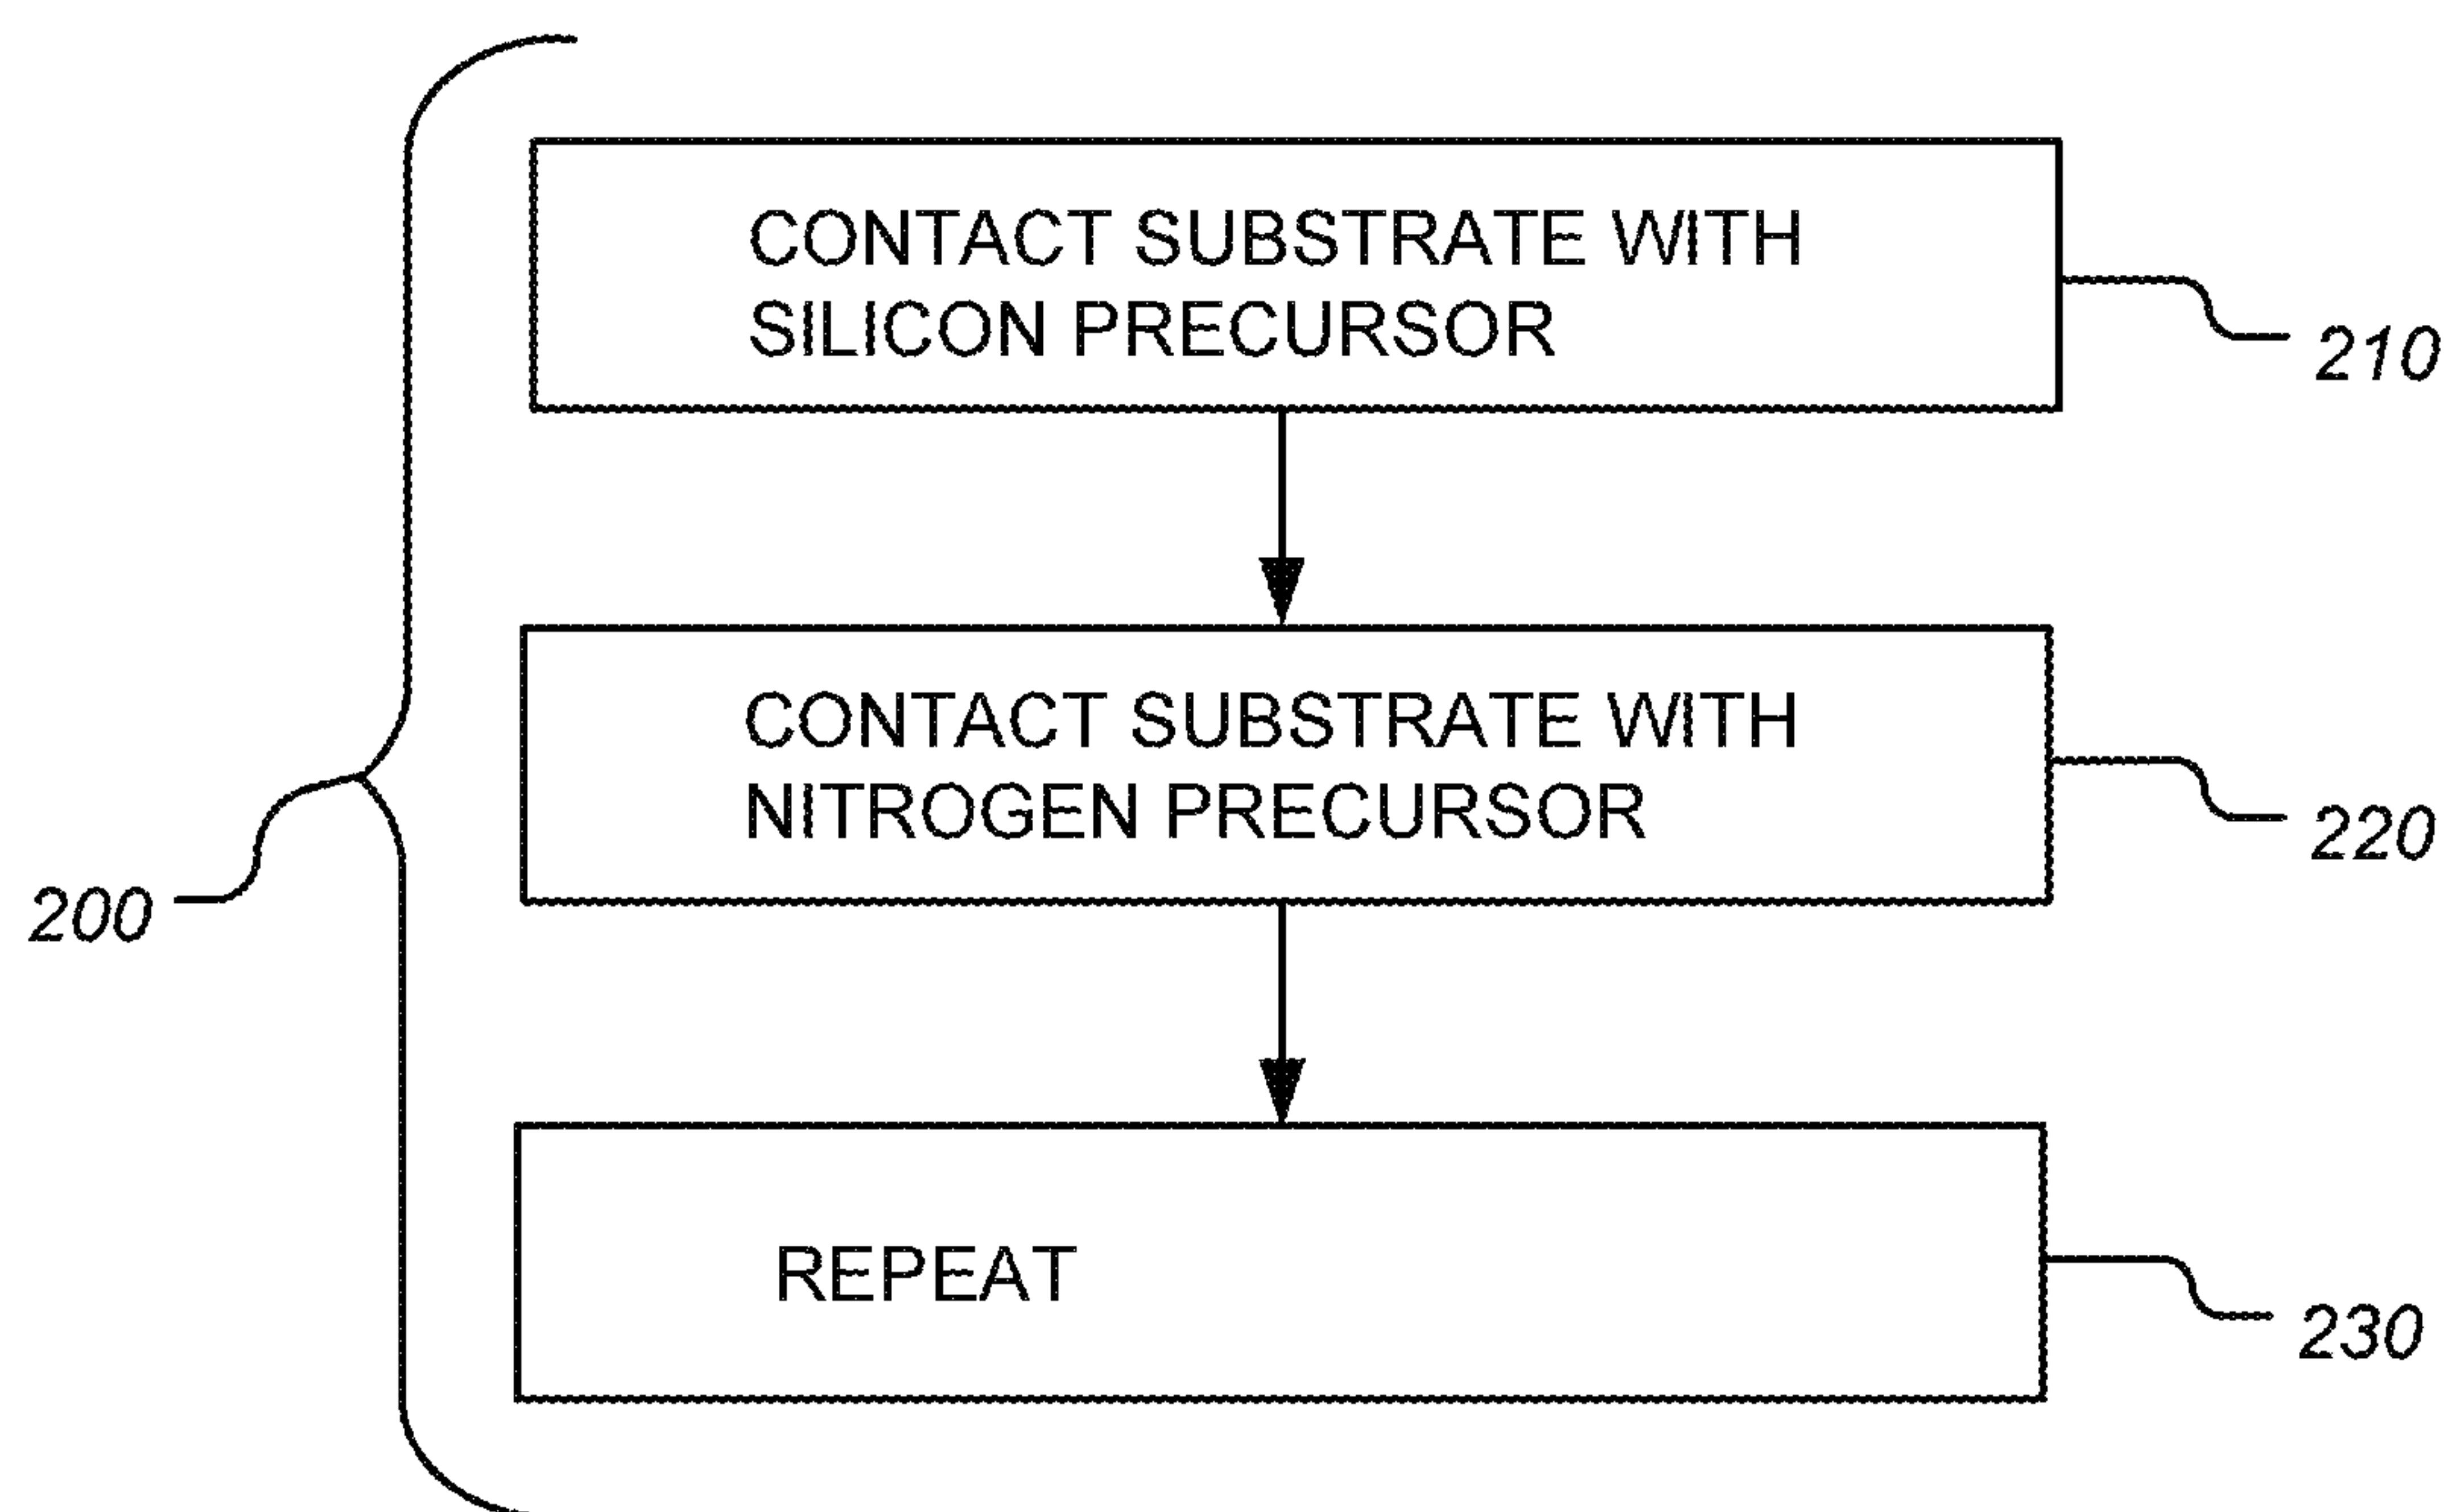 CONTACT SUBSTRATE WITH
SILICON PRECURSOR
210
CONTACT SUBSTRATE WITH
NITROGEN PRECURSOR
220
200
REPEAT
230